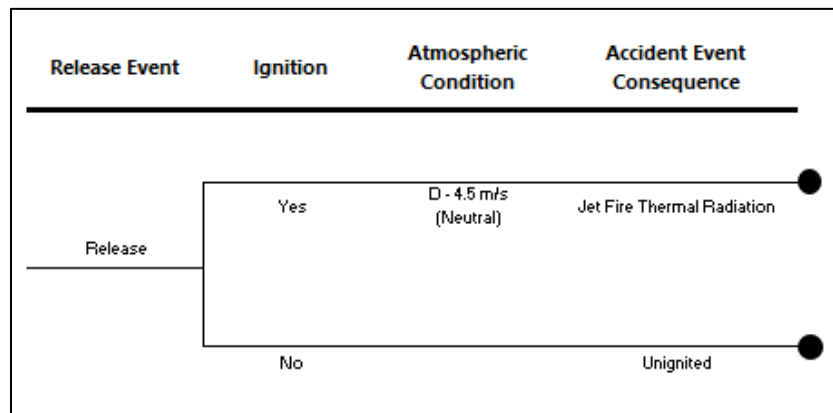 Release Event
Ignition
Atmospheric
Condition
Accident Event
Consequence
Yes
D - 4.5 m/s
(Neutral)
Jet Fire Thermal Radiation
Release
No
Unignited